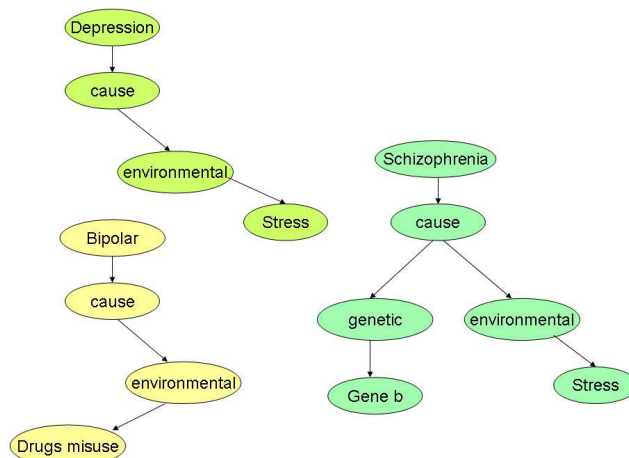 Depression
cause
environmental
Stress
Bipolar
cause
environmental
Drugs misuse
Schizophrenia
cause
genetic
environmental
Gene b
Stress